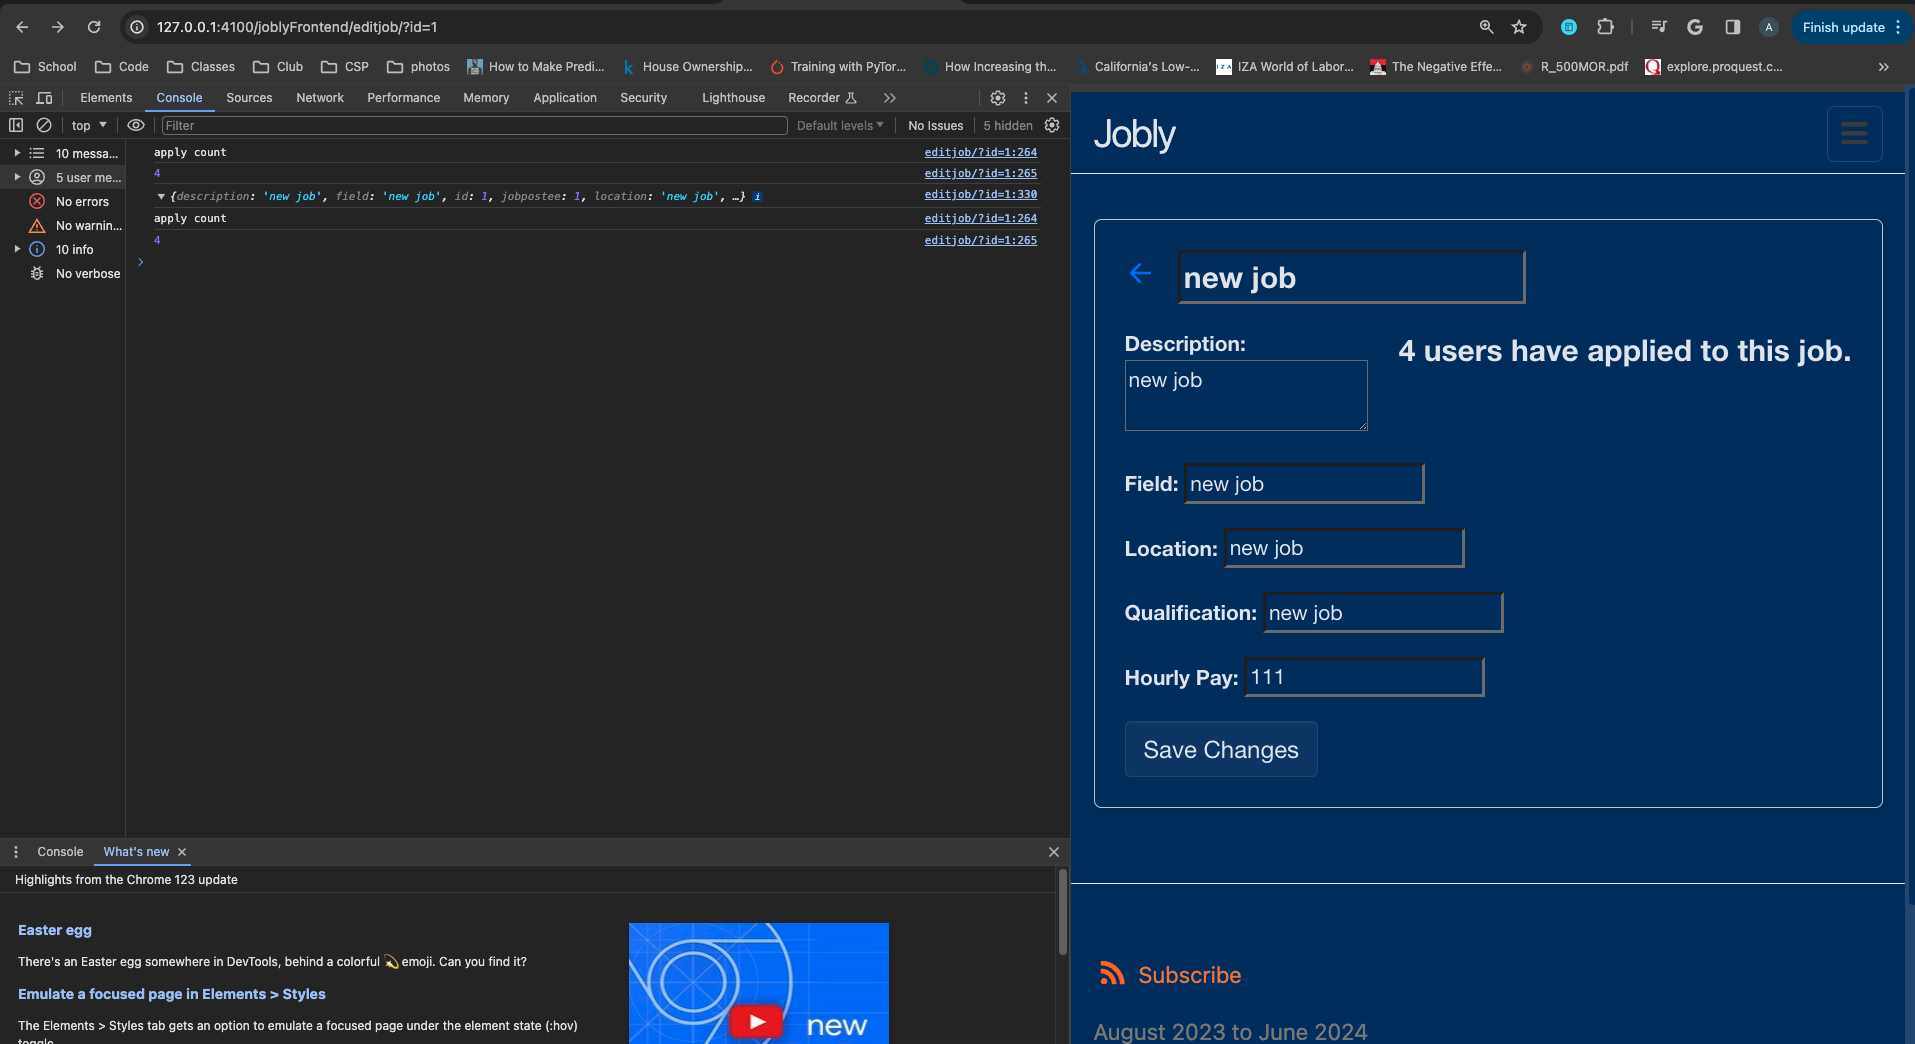 127.0.0.1:4100/joblyFrontend/editjob/?id=1
A
Finish update
School
Code
Classes
Club
CSP
photos
How to Make Predi...
k
House Ownership...
Training with PyTor...
How Increasing th...
California's Low-...
IZA
IZA World of Labor...
The Negative Effe...
R_500MOR.pdf
Q
explore.proquest.c...
Elements
Console
Sources
Network
Performance
Memory
Application
Security
Lighthouse
Recorder
top
Filter
Default levels
No Issues
5 hidden
10 messa...
5 user me...
No errors
No warnin...
10 info
No verbose
apply count editjob/?id=1:264
4 editjob/?id=1:265
{description: 'new job', field: 'new job', id: 1, jobpostee: 1, location: 'new job', …} i editjob/?id=1:330
apply count editjob/?id=1:264
4 editjob/?id=1:265
Console
What's new
Highlights from the Chrome 123 update
Easter egg
There's an Easter egg somewhere in DevTools, behind a colorful 💫 emoji. Can you find it?
Emulate a focused page in Elements > Styles
The Elements > Styles tab gets an option to emulate a focused page under the element state (:hov)
toggle.
new
Jobly
new job
Description:
new job
4 users have applied to this job.
Field: new job
Location: new job
Qualification: new job
Hourly Pay: 111
Save Changes
Subscribe
August 2023 to June 2024